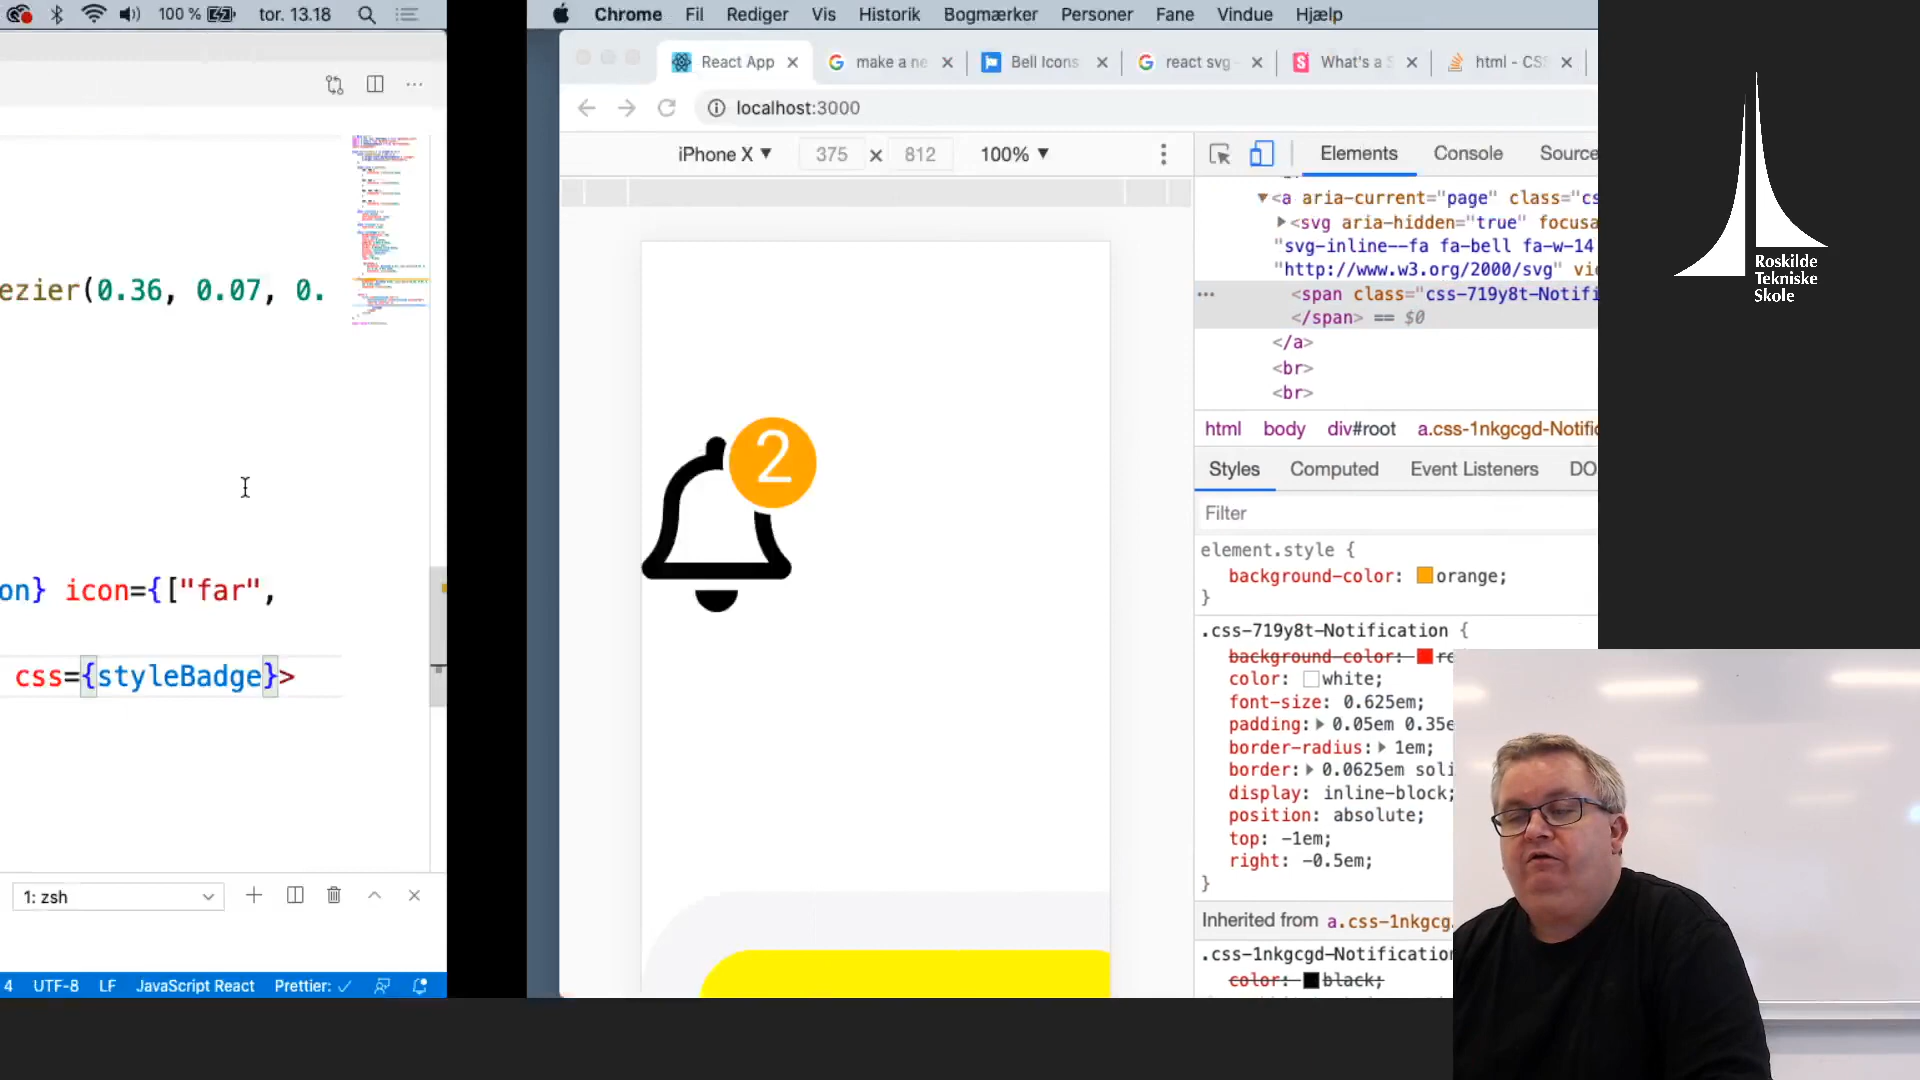 100 %
tor. 13.18
ezier(0.36, 0.07, 0.
on} icon={["far",
css={styleBadge}>
1: zsh
4 UTF-8 LF JavaScript React Prettier: ✓
Chrome Fil Rediger Vis Historik Bogmærker Personer Fane Vindue Hjælp
React App
make a ne
Bell Icons
react svg
What's a
html - CSS
localhost:3000
iPhone X ▼ 375 × 812 100% ▼
2
Elements Console Source
▼<a aria-current="page" class="cs
▶<svg aria-hidden="true" focusa
"svg-inline--fa fa-bell fa-w-14
"http://www.w3.org/2000/svg" vi
<span class="css-719y8t-Notifi
</span> == $0
</a>
<br>
<br>
html body div#root a.css-1nkgcgd-Notific
Styles Computed Event Listeners DO
Filter
element.style {
background-color: orange;
}
.css-719y8t-Notification {
background-color: re
color: white;
font-size: 0.625em;
padding: ▶ 0.05em 0.35e
border-radius: ▶ 1em;
border: ▶ 0.0625em soli
display: inline-block;
position: absolute;
top: -1em;
right: -0.5em;
}
Inherited from a.css-1nkgcg
.css-1nkgcgd-Notification
color: black;
Roskilde
Tekniske
Skole